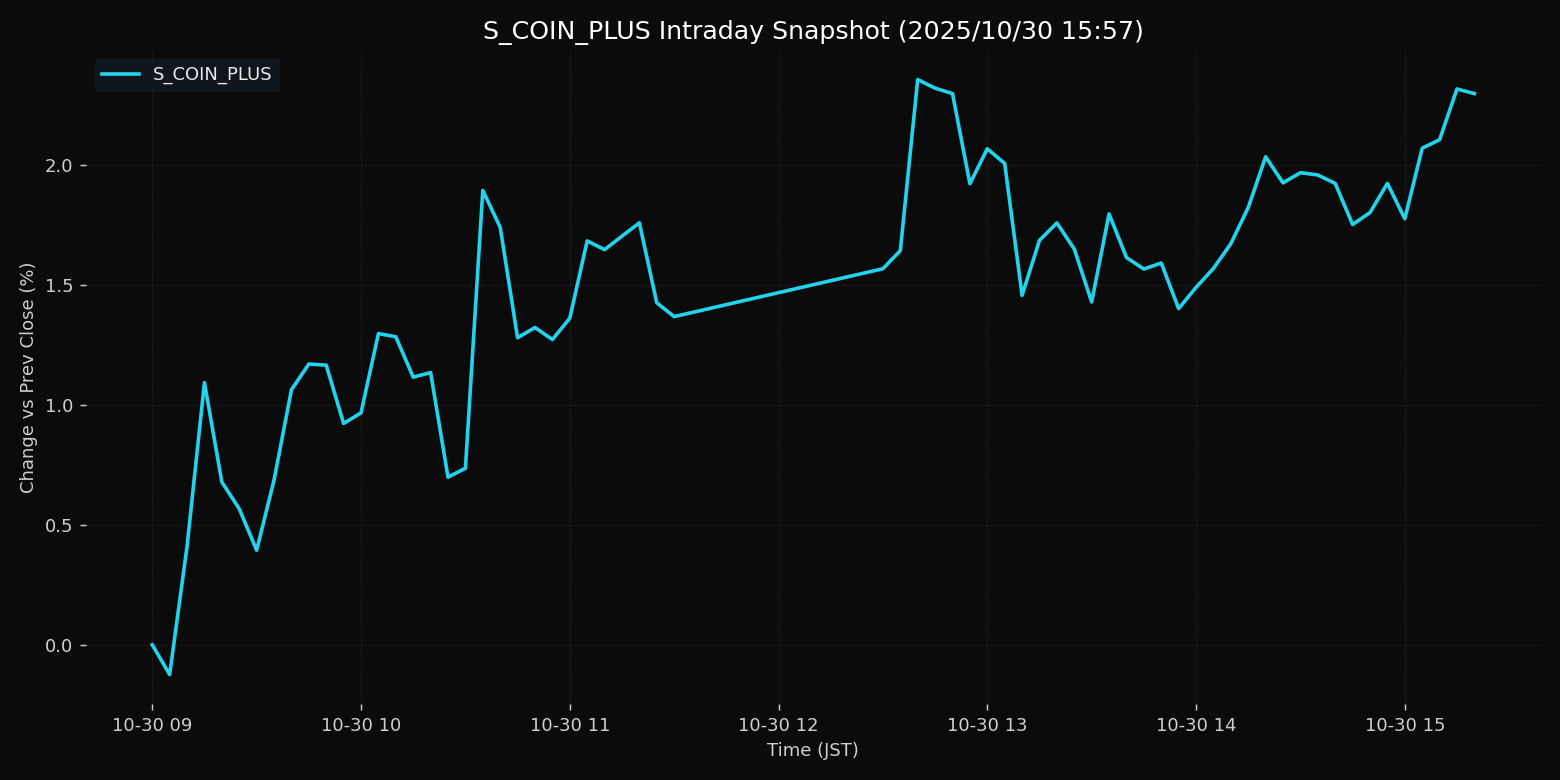 S_COIN_PLUS Intraday Snapshot (2025/10/30 15:57)
S_COIN_PLUS
Change vs Prev Close (%)
2.0
1.5
1.0
0.5
0.0
10-30 09 10-30 10 10-30 11 10-30 12 10-30 13 10-30 14 10-30 15
Time (JST)